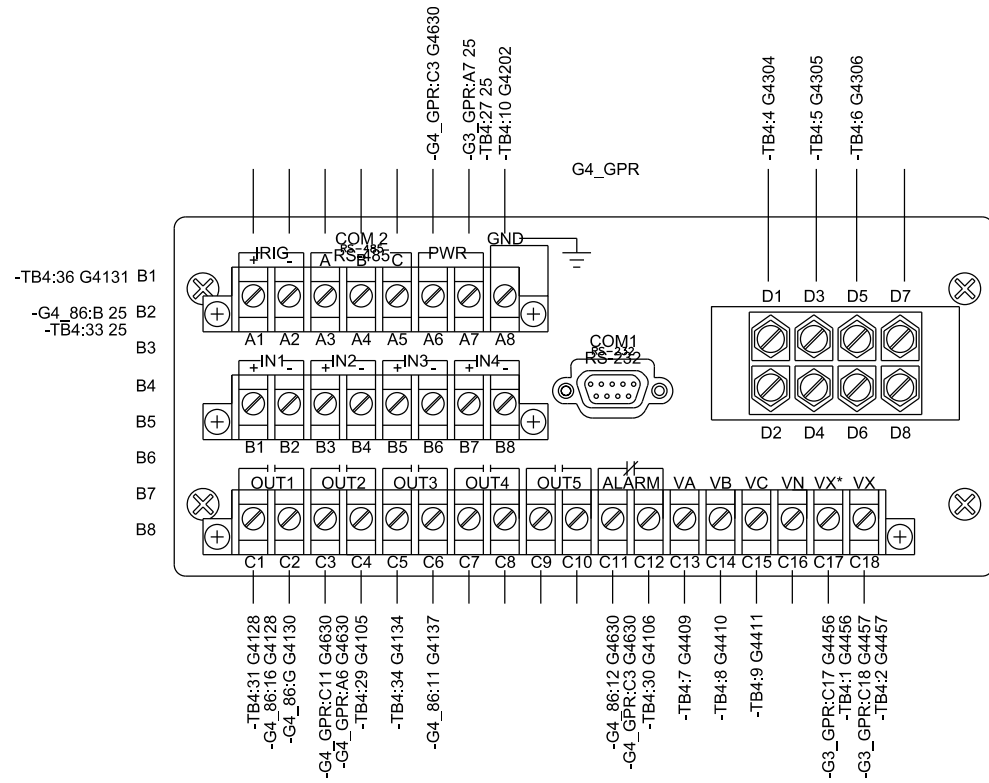 -G4_GPR:C3 G4630
-G3_GPR:A7 25
-TB4:27 25
-TB4:10 G4202
-TB4:4 G4304
-TB4:5 G4305
-TB4:6 G4306
G4_GPR
COM 2
RS-485
RS-485
GND
IRIG
PWR
+ - A B C
-TB4:36 G4131 B1
-G4_86:B 25 B2
-TB4:33 25
B3
B4
B5
B6
B7
B8
A1 A2 A3 A4 A5 A6 A7 A8
D1 D3 D5 D7
COM1
RS-232
RS-232
+IN1- +IN2- +IN3- +IN4-
B1 B2 B3 B4 B5 B6 B7 B8
D2 D4 D6 D8
OUT1 OUT2 OUT3 OUT4 OUT5 ALARM VA VB VC VN VX* VX
C1 C2 C3 C4 C5 C6 C7 C8 C9 C10 C11 C12 C13 C14 C15 C16 C17 C18
-TB4:31 G4128
-G4_86:16 G4128
-G4_86:G G4130
-G4_GPR:C11 G4630
-G4_GPR:A6 G4630
-TB4:29 G4105
-TB4:34 G4134
-G4_86:11 G4137
-G4_86:12 G4630
-G4_GPR:C3 G4630
-TB4:30 G4106
-TB4:7 G4409
-TB4:8 G4410
-TB4:9 G4411
-G3_GPR:C17 G4456
-TB4:1 G4456
-G3_GPR:C18 G4457
-TB4:2 G4457